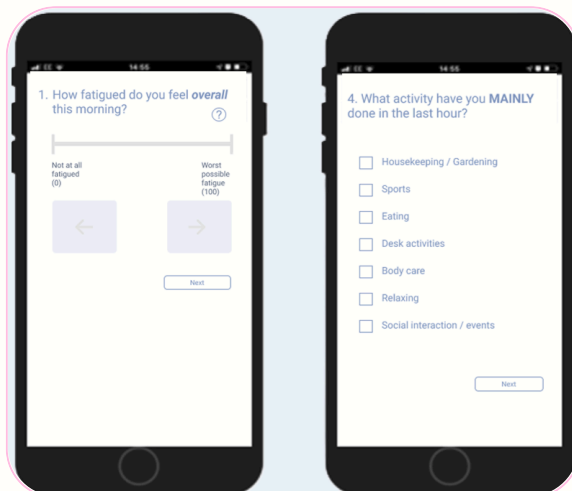 EE
14:55
1. How fatigued do you feel overall
this morning?
?
Not at all
fatigued
(0)
Worst
possible
fatigue
(100)
Next
EE
14:55
4. What activity have you MAINLY
done in the last hour?
Housekeeping / Gardening
Sports
Eating
Desk activities
Body care
Relaxing
Social interaction / events
Next